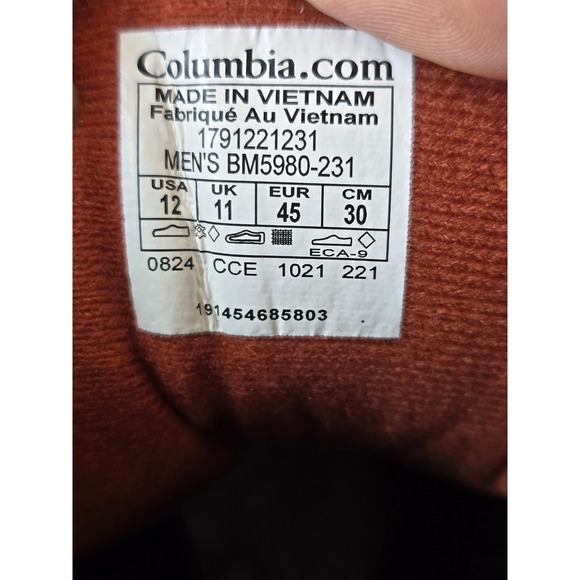 Columbia.com
MADE IN VIETNAM
Fabriqué Au Vietnam
1791221231
MEN'S BM5980-231
USA UK EUR CM
12 11 45 30
ECA-9
0824 CCE 1021 221
191454685803